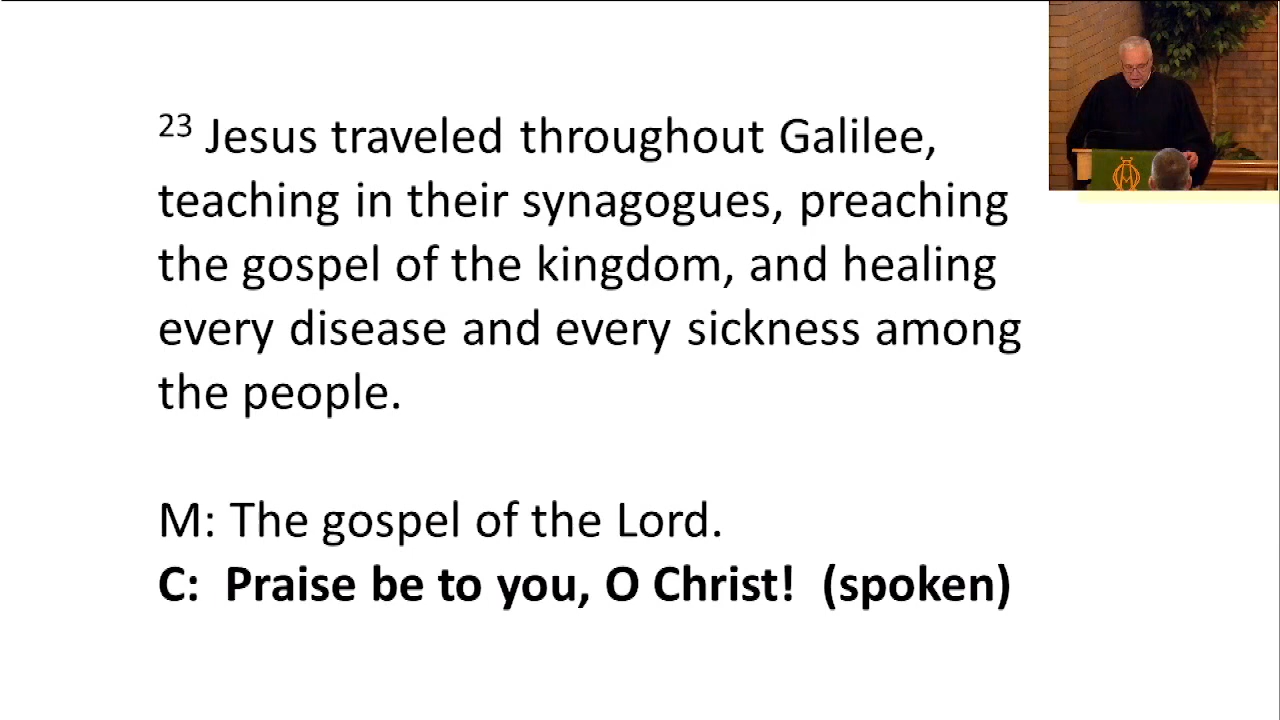 23 Jesus traveled throughout Galilee,
teaching in their synagogues, preaching
the gospel of the kingdom, and healing
every disease and every sickness among
the people.
M: The gospel of the Lord.
C:  Praise be to you, O Christ!  (spoken)